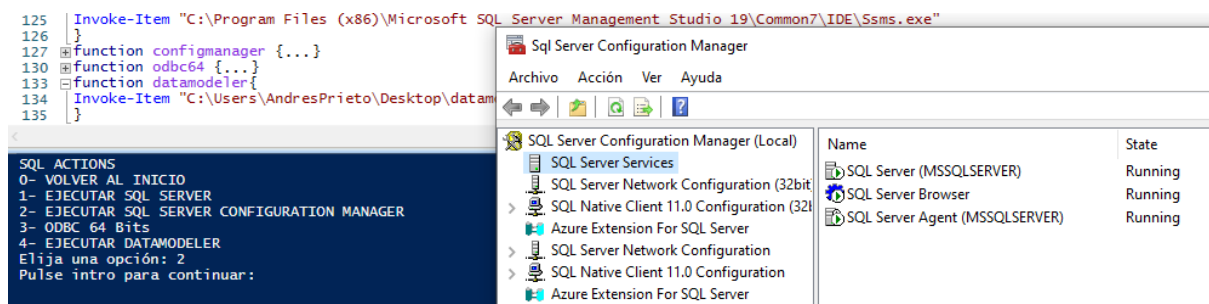 125 Invoke-Item "C:\Program Files (x86)\Microsoft SQL Server Management Studio 19\Common7\IDE\Ssms.exe"
126 }
127 function configmanager {...}
130 function odbc64 {...}
133 function datamodeler{
134 Invoke-Item "C:\Users\AndresPrieto\Desktop\datam
135 }
SQL ACTIONS
0- VOLVER AL INICIO
1- EJECUTAR SQL SERVER
2- EJECUTAR SQL SERVER CONFIGURATION MANAGER
3- ODBC 64 Bits
4- EJECUTAR DATAMODELER
Elija una opción: 2
Pulse intro para continuar:
Sql Server Configuration Manager
Archivo Acción Ver Ayuda
SQL Server Configuration Manager (Local)
SQL Server Services
SQL Server Network Configuration (32bit
SQL Native Client 11.0 Configuration (32
Azure Extension For SQL Server
SQL Server Network Configuration
SQL Native Client 11.0 Configuration
Azure Extension For SQL Server
Name State
SQL Server (MSSQLSERVER) Running
SQL Server Browser Running
SQL Server Agent (MSSQLSERVER) Running